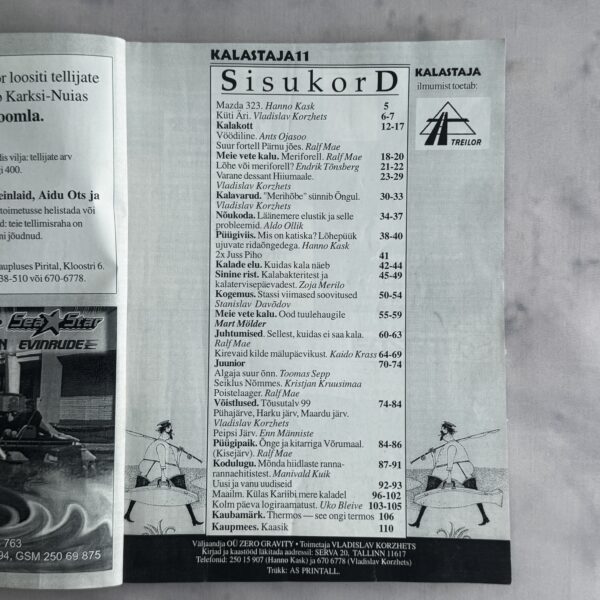 or loositi tellijate
Karksi-Nuias
oomla.
dis vilja: tellijate arv
gi 400.
einlaid, Aidu Ots ja
toimetusse helistada või
d: teie tellimisraha on
ni jõudnud.
aupluses Pirital, Kloostri 6.
38-510 või 670-6778.
SeaStar
N EVINRUDE
763
94, GSM 250 69 875
KALASTAJA11
SisukorD
Mazda 323. Hanno Kask 5
Küti Äri. Vladislav Korzhets 6-7
Kalakott 12-17
Vöödiline. Ants Ojasoo
Suur fortell Pärnu jões. Ralf Mae
Meie vete kalu. Meriforell. Ralf Mae 18-20
Lõhe või meriforell? Endrik Tõnsberg 21-22
Varane dessant Hiiumaale. 23-29
Vladislav Korzhets
Kalavarud. "Merihõbe" sünnib Õngul. 30-33
Vladislav Korzhets
Nõukoda. Läänemere elustik ja selle 34-37
probleemid. Aldo Ollik
Püügiviis. Mis on katiska? Lõhepüük 38-40
ujuvate ridaõngedega. Hanno Kask
2x Juss Piho 41
Kalade elu. Kuidas kala näeb 42-44
Sinine rist. Kalabakteritest ja 45-49
kalatervisepäevadest. Zoja Merilo
Kogemus. Stassi viimased soovitused 50-54
Stanislav Davõdov
Meie vete kalu. Ood tuulehaugile 55-59
Mart Mölder
Juhtumised. Sellest, kuidas ei saa kala. 60-63
Ralf Mae
Kirevaid kilde mälupäevikust. Kaido Krass 64-69
Juunior 70-74
Algaja suur õnn. Toomas Sepp
Seiklus Nõmmes. Kristjan Kruusimaa
Poistelaager. Ralf Mae
Võistlused. Tõusutalv 99 74-84
Pühajärve, Harku järv, Maardu järv.
Vladislav Korzhets
Peipsi Järv. Enn Männiste
Püügipaik. Õnge ja kitarriga Võrumaal. 84-86
(Kisejärv). Ralf Mae
Kodulugu. Mõnda hiidlaste ranna- 87-91
rannaehitistest. Manivald Kuik
Uusi ja vanu uudiseid 92-93
Maailm. Külas Kariibi mere kaladel 96-102
Kolm päeva logiraamatust. Uko Bleive 103-105
Kaubamärk. Thermos — see ongi termos 106
Kaupmees. Kaasik 110
KALASTAJA
ilmumist toetab:
TREILOR
Väljaandja OÜ ZERO GRAVITY • Toimetaja VLADISLAV KORZHETS
Kirjad ja kaastööd läkitada aadressil: SERVA 20, TALLINN 11617
Telefonid: 250 15 907 (Hanno Kask) ja 670 6778 (Vladislav Korzhets)
Trükk: AS PRINTALL.